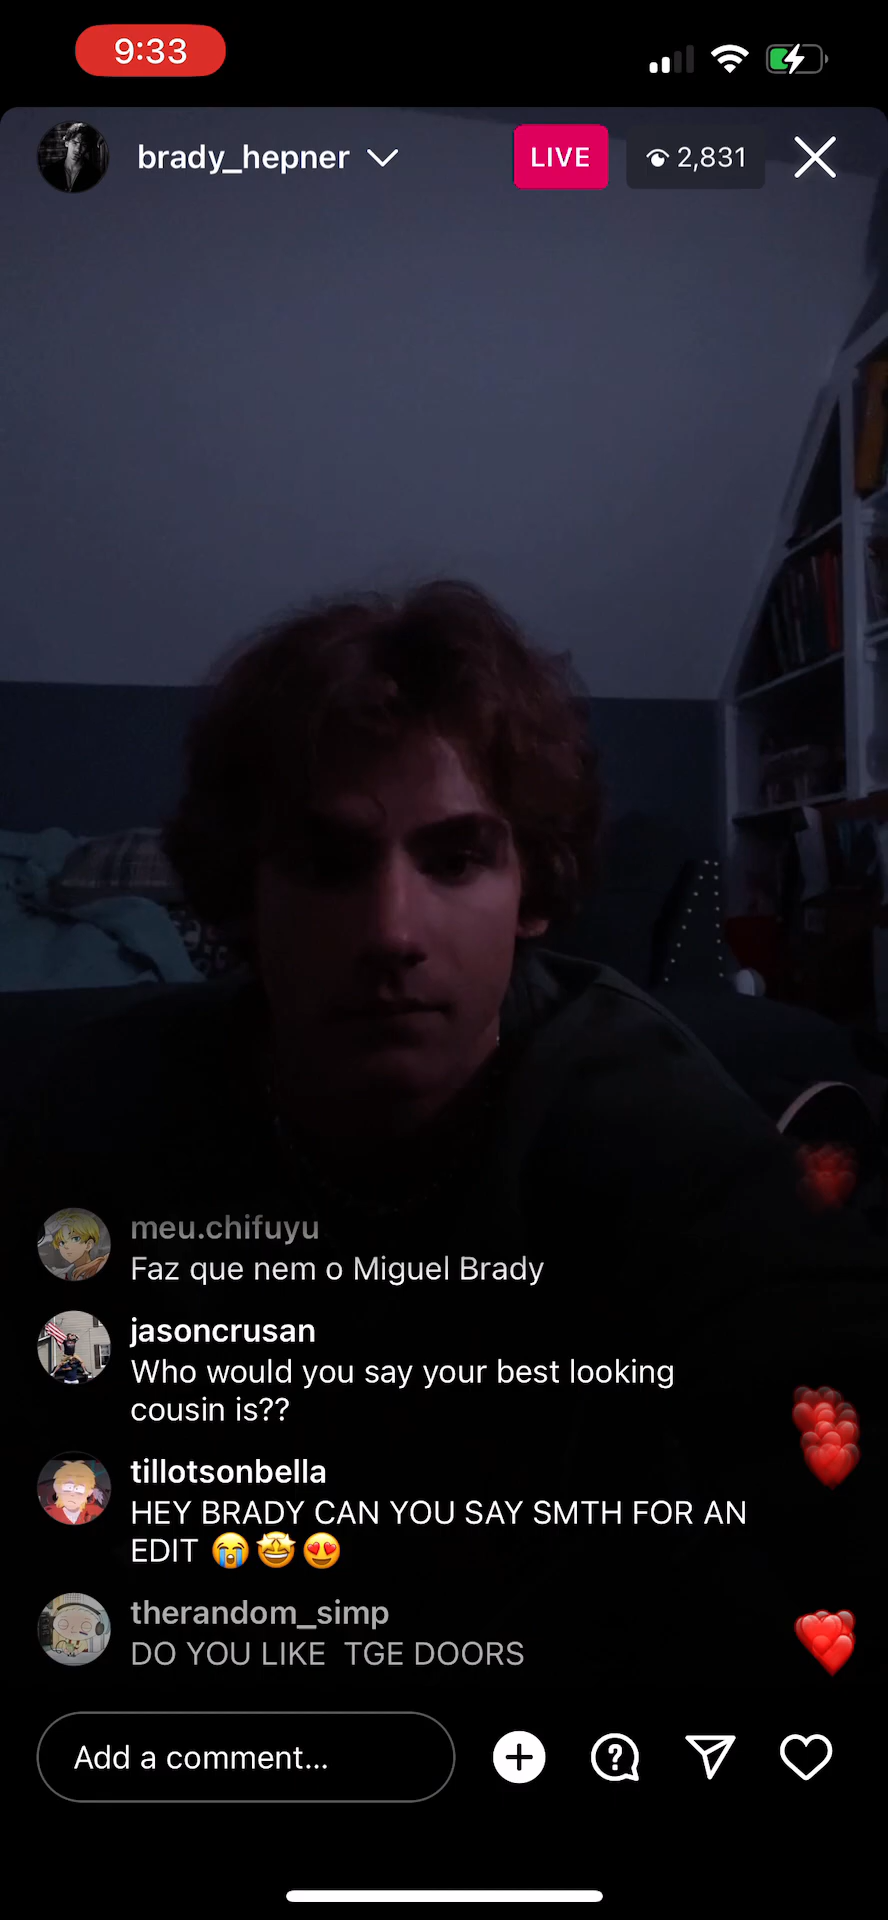 9:33
brady_hepner
LIVE
2,831
meu.chifuyu
Faz que nem o Miguel Brady
jasoncrusan
Who would you say your best looking
cousin is??
tillotsonbella
HEY BRADY CAN YOU SAY SMTH FOR AN
EDIT 😭🤩😍
therandom_simp
DO YOU LIKE  TGE DOORS
Add a comment...